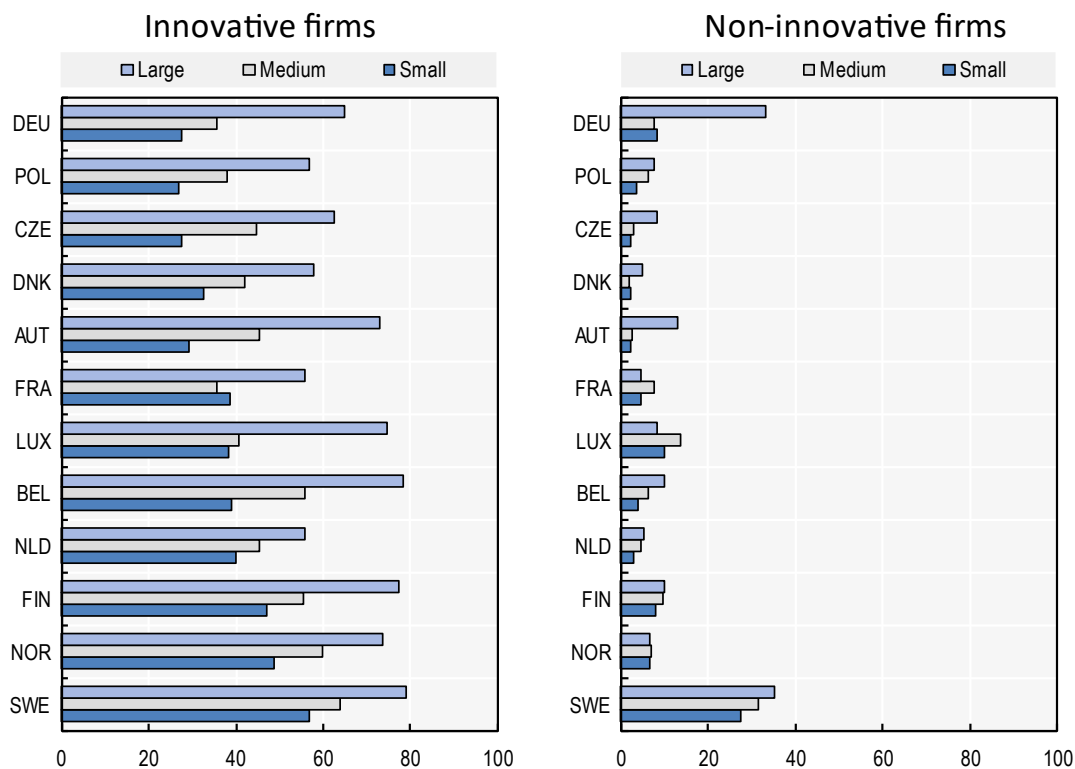 Innovative firms
Large Medium Small
DEU
POL
CZE
DNK
AUT
FRA
LUX
BEL
NLD
FIN
NOR
SWE
0 20 40 60 80 100
Non-innovative firms
Large Medium Small
DEU
POL
CZE
DNK
AUT
FRA
LUX
BEL
NLD
FIN
NOR
SWE
0 20 40 60 80 100